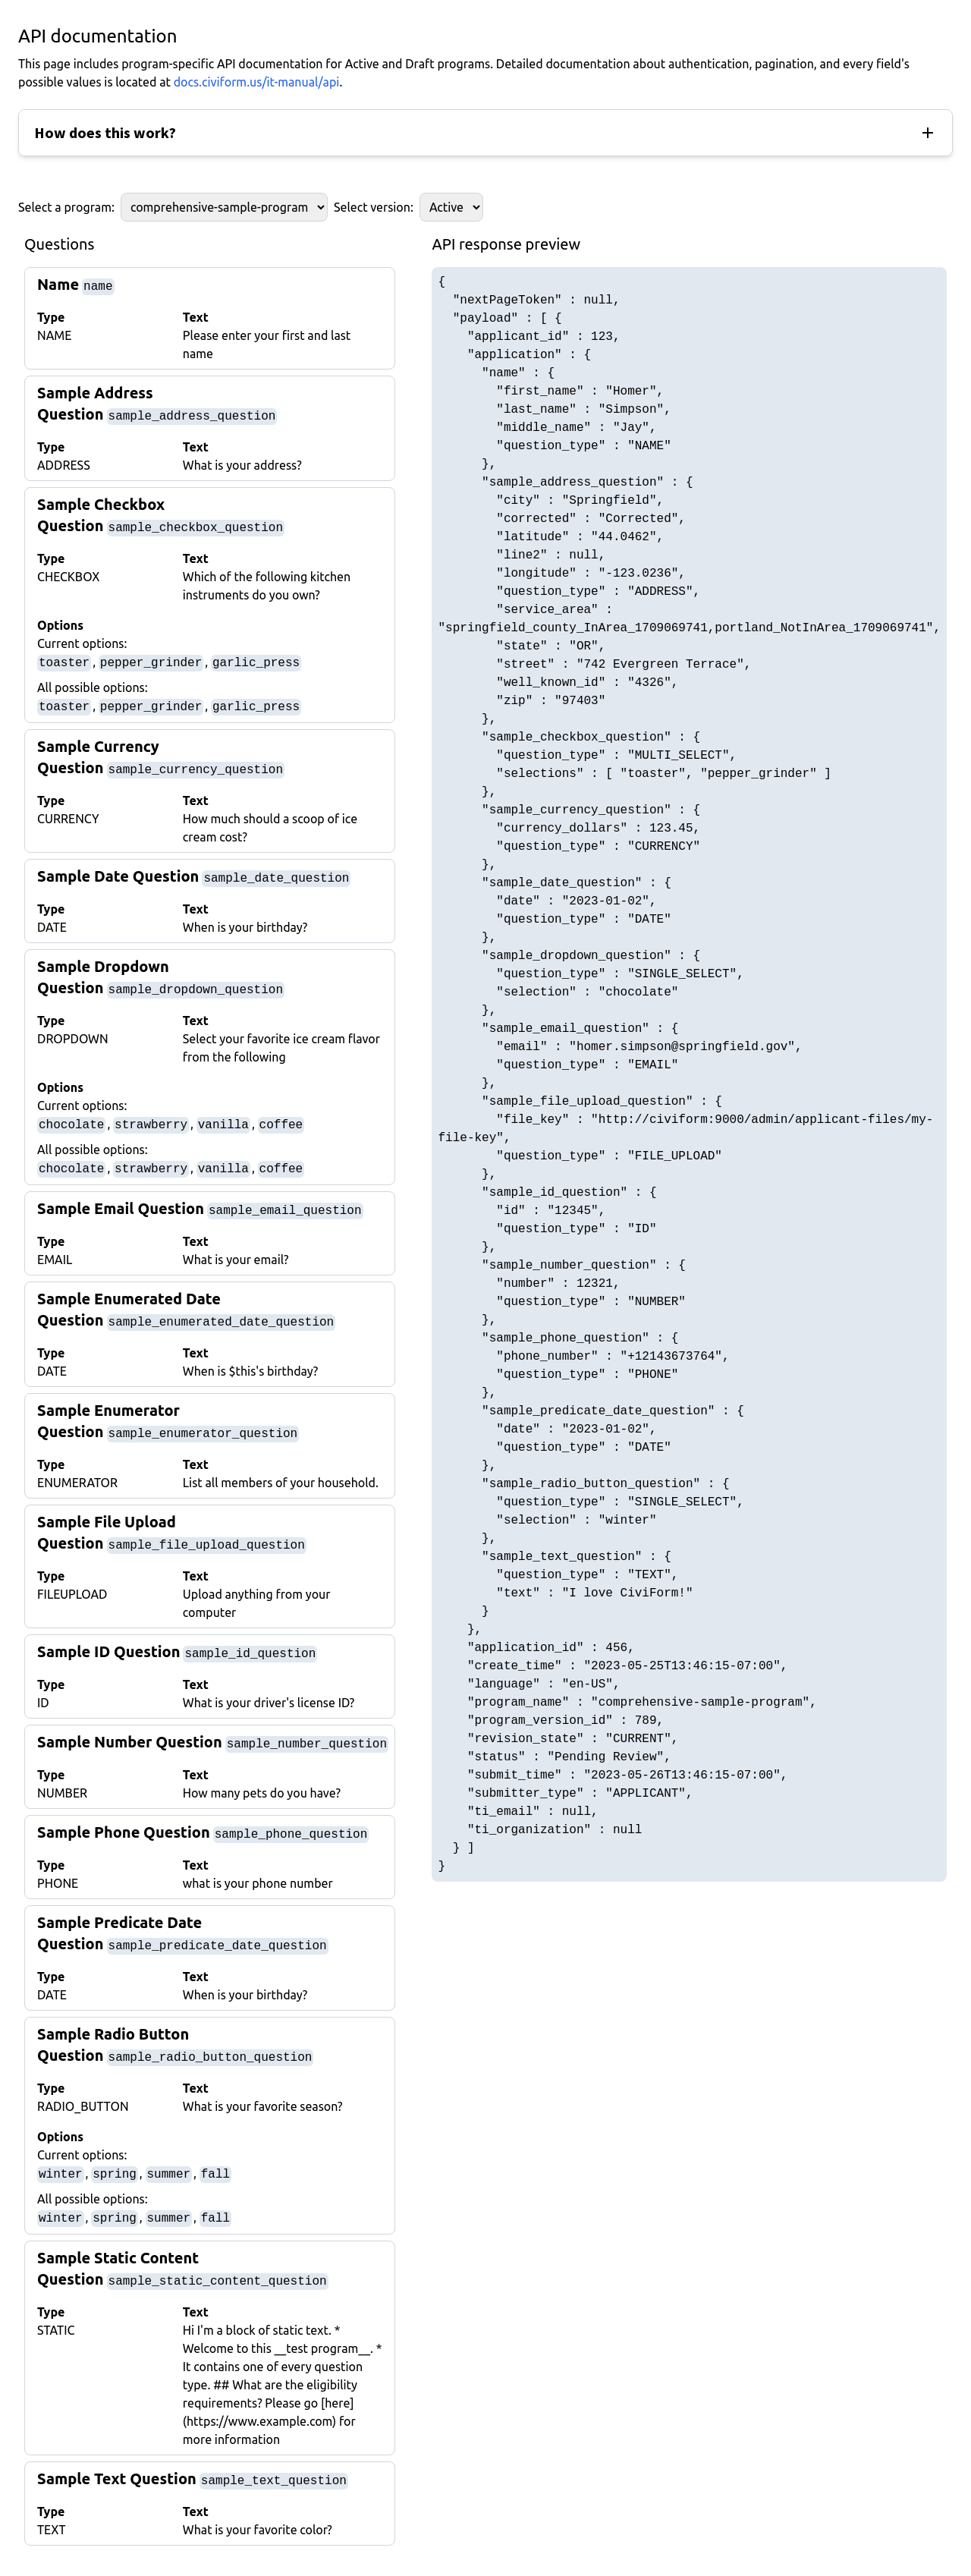 API documentation
This page includes program-specific API documentation for Active and Draft programs. Detailed documentation about authentication, pagination, and every field's
possible values is located at docs.civiform.us/it-manual/api.
How does this work?
Select a program: comprehensive-sample-program Select version: Active
Questions
Name name
Type Text
NAME Please enter your first and last
name
Sample Address
Question sample_address_question
Type Text
ADDRESS What is your address?
Sample Checkbox
Question sample_checkbox_question
Type Text
CHECKBOX Which of the following kitchen
instruments do you own?
Options
Current options:
toaster, pepper_grinder, garlic_press
All possible options:
toaster, pepper_grinder, garlic_press
Sample Currency
Question sample_currency_question
Type Text
CURRENCY How much should a scoop of ice
cream cost?
Sample Date Question sample_date_question
Type Text
DATE When is your birthday?
Sample Dropdown
Question sample_dropdown_question
Type Text
DROPDOWN Select your favorite ice cream flavor
from the following
Options
Current options:
chocolate, strawberry, vanilla, coffee
All possible options:
chocolate, strawberry, vanilla, coffee
Sample Email Question sample_email_question
Type Text
EMAIL What is your email?
Sample Enumerated Date
Question sample_enumerated_date_question
Type Text
DATE When is $this's birthday?
Sample Enumerator
Question sample_enumerator_question
Type Text
ENUMERATOR List all members of your household.
Sample File Upload
Question sample_file_upload_question
Type Text
FILEUPLOAD Upload anything from your
computer
Sample ID Question sample_id_question
Type Text
ID What is your driver's license ID?
Sample Number Question sample_number_question
Type Text
NUMBER How many pets do you have?
Sample Phone Question sample_phone_question
Type Text
PHONE what is your phone number
Sample Predicate Date
Question sample_predicate_date_question
Type Text
DATE When is your birthday?
Sample Radio Button
Question sample_radio_button_question
Type Text
RADIO_BUTTON What is your favorite season?
Options
Current options:
winter, spring, summer, fall
All possible options:
winter, spring, summer, fall
Sample Static Content
Question sample_static_content_question
Type Text
STATIC Hi I'm a block of static text. *
Welcome to this __test program__. *
It contains one of every question
type. ## What are the eligibility
requirements? Please go [here]
(https://www.example.com) for
more information
Sample Text Question sample_text_question
Type Text
TEXT What is your favorite color?
API response preview
{
"nextPageToken" : null,
"payload" : [ {
"applicant_id" : 123,
"application" : {
"name" : {
"first_name" : "Homer",
"last_name" : "Simpson",
"middle_name" : "Jay",
"question_type" : "NAME"
},
"sample_address_question" : {
"city" : "Springfield",
"corrected" : "Corrected",
"latitude" : "44.0462",
"line2" : null,
"longitude" : "-123.0236",
"question_type" : "ADDRESS",
"service_area" :
"springfield_county_InArea_1709069741,portland_NotInArea_1709069741",
"state" : "OR",
"street" : "742 Evergreen Terrace",
"well_known_id" : "4326",
"zip" : "97403"
},
"sample_checkbox_question" : {
"question_type" : "MULTI_SELECT",
"selections" : [ "toaster", "pepper_grinder" ]
},
"sample_currency_question" : {
"currency_dollars" : 123.45,
"question_type" : "CURRENCY"
},
"sample_date_question" : {
"date" : "2023-01-02",
"question_type" : "DATE"
},
"sample_dropdown_question" : {
"question_type" : "SINGLE_SELECT",
"selection" : "chocolate"
},
"sample_email_question" : {
"email" : "homer.simpson@springfield.gov",
"question_type" : "EMAIL"
},
"sample_file_upload_question" : {
"file_key" : "http://civiform:9000/admin/applicant-files/my-
file-key",
"question_type" : "FILE_UPLOAD"
},
"sample_id_question" : {
"id" : "12345",
"question_type" : "ID"
},
"sample_number_question" : {
"number" : 12321,
"question_type" : "NUMBER"
},
"sample_phone_question" : {
"phone_number" : "+12143673764",
"question_type" : "PHONE"
},
"sample_predicate_date_question" : {
"date" : "2023-01-02",
"question_type" : "DATE"
},
"sample_radio_button_question" : {
"question_type" : "SINGLE_SELECT",
"selection" : "winter"
},
"sample_text_question" : {
"question_type" : "TEXT",
"text" : "I love CiviForm!"
}
},
"application_id" : 456,
"create_time" : "2023-05-25T13:46:15-07:00",
"language" : "en-US",
"program_name" : "comprehensive-sample-program",
"program_version_id" : 789,
"revision_state" : "CURRENT",
"status" : "Pending Review",
"submit_time" : "2023-05-26T13:46:15-07:00",
"submitter_type" : "APPLICANT",
"ti_email" : null,
"ti_organization" : null
} ]
}